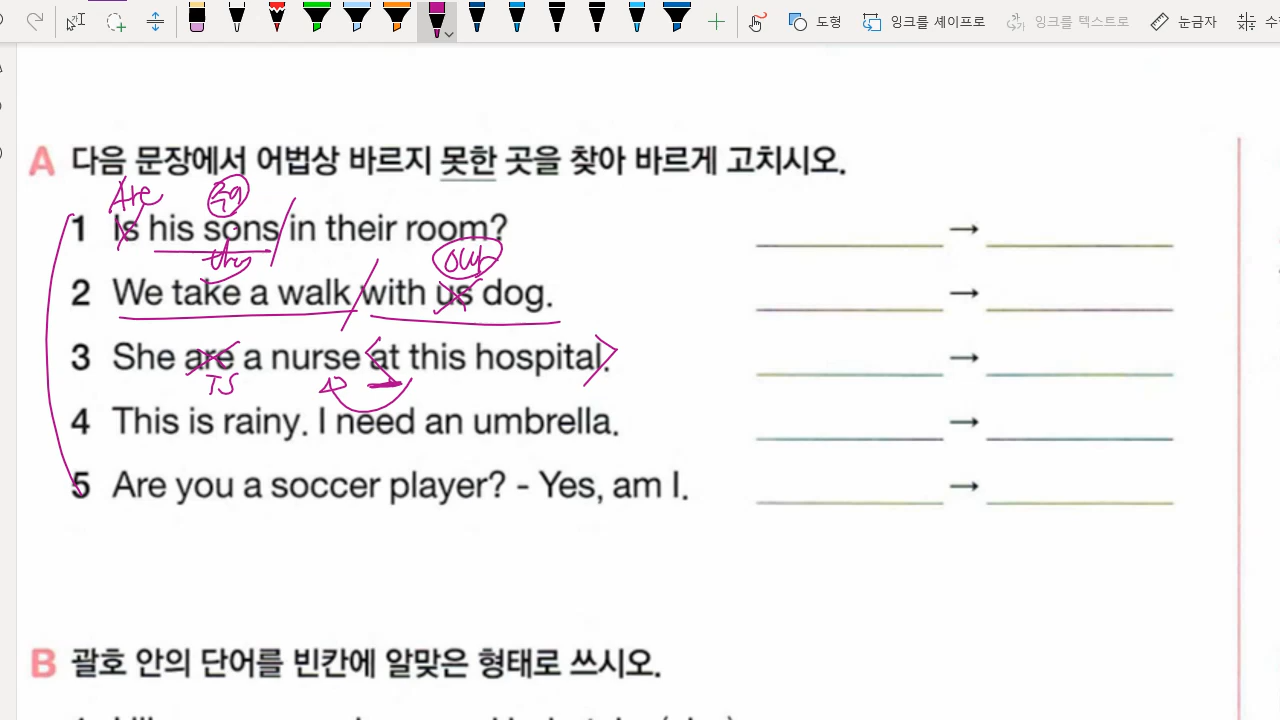 도형 잉크를 셰이프로 잉크를 텍스트로 눈금자 수
A 다음 문장에서 어법상 바르지 못한 곳을 찾아 바르게 고치시오.
Are
1 Is his sons in their room? →
they our
2 We take a walk with us dog. →
3 She are a nurse at this hospital. →
IS
4 This is rainy. I need an umbrella. →
5 Are you a soccer player? - Yes, am I. →
B 괄호 안의 단어를 빈칸에 알맞은 형태로 쓰시오.